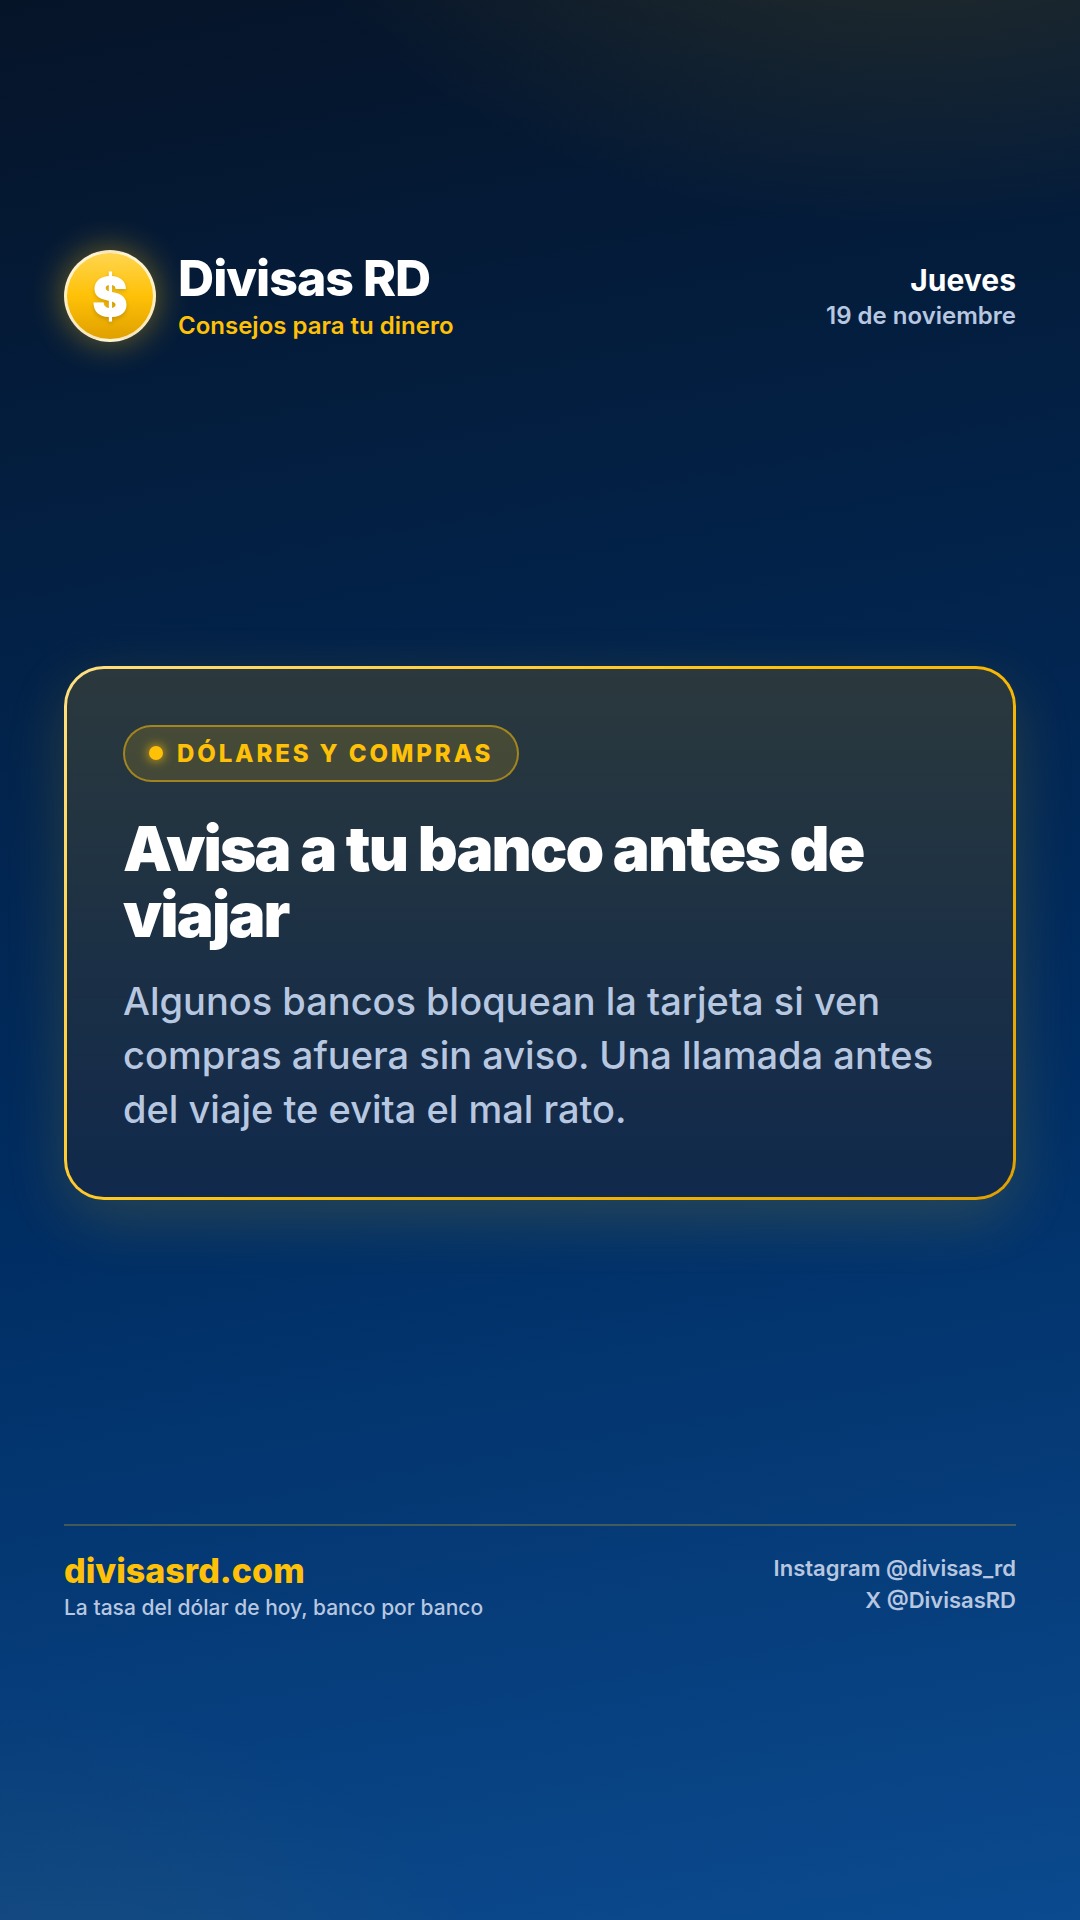 $
Divisas RD
Consejos para tu dinero
Jueves
19 de noviembre
DÓLARES Y COMPRAS
Avisa a tu banco antes de
viajar
Algunos bancos bloquean la tarjeta si ven
compras afuera sin aviso. Una llamada antes
del viaje te evita el mal rato.
divisasrd.com
La tasa del dólar de hoy, banco por banco
Instagram @divisas_rd
X @DivisasRD